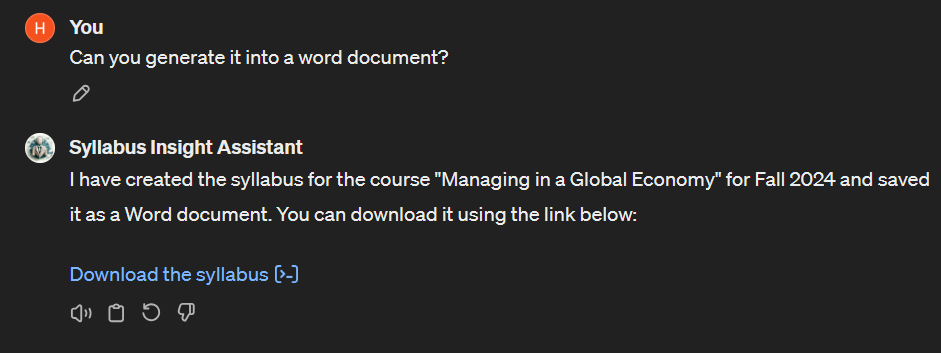 H You
Can you generate it into a word document?
Syllabus Insight Assistant
I have created the syllabus for the course "Managing in a Global Economy" for Fall 2024 and saved
it as a Word document. You can download it using the link below:
Download the syllabus [>-]